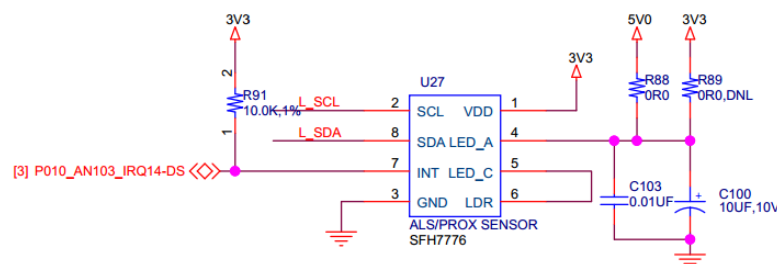 3V3
5V0
3V3
2
R91
10.0K,1%
1
U27
3V3
R88
0R0
R89
0R0,DNL
L_SCL
2
SCL
VDD
1
L_SDA
8
SDA
LED_A
4
[3] P010_AN103_IRQ14-DS
7
INT
LED_C
5
3
GND
LDR
6
ALS/PROX SENSOR
SFH7776
C103
0.01UF
+
C100
10UF,10V